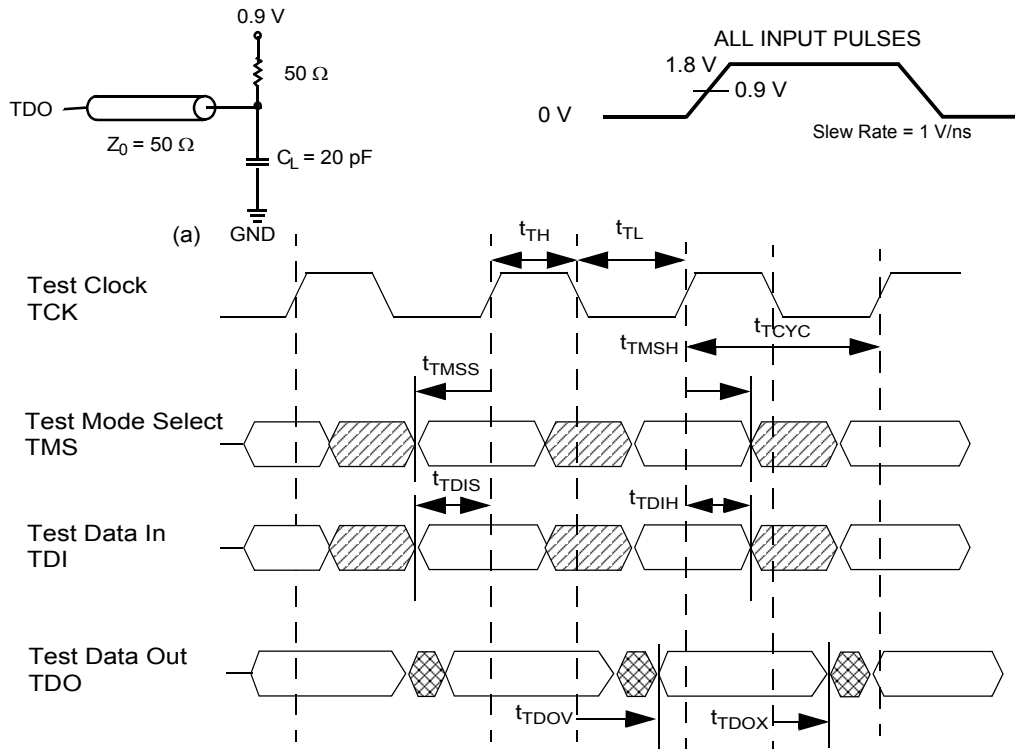 0.9 V
50 Ω
TDO
Z0 = 50 Ω
CL = 20 pF
(a)
GND
ALL INPUT PULSES
1.8 V
0.9 V
0 V
Slew Rate = 1 V/ns
tTH
tTL
Test Clock
TCK
tTMSH
tTCYC
tTMSS
Test Mode Select
TMS
tTDIS
tTDIH
Test Data In
TDI
Test Data Out
TDO
tTDOV
tTDOX